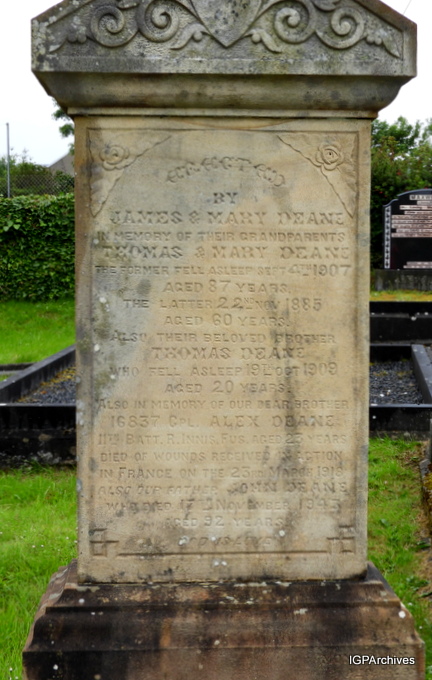 ERECTED
BY
JAMES & MARY DEANE
IN MEMORY OF THEIR GRANDPARENTS
THOMAS & MARY DEANE
THE FORMER FELL ASLEEP SEPT 4TH 1907
AGED 87 YEARS.
THE LATTER 22ND NOV 1885
AGED 60 YEARS.
ALSO THEIR BELOVED BROTHER
THOMAS DEANE
WHO FELL ASLEEP 19TH OCT 1909
AGED 20 YEARS.
ALSO IN MEMORY OF OUR DEAR BROTHER
16837 CPL. ALEX DEANE
11TH BATT. R. INNIS. FUS. AGED 23 YEARS
DIED OF WOUNDS RECEIVED IN ACTION
IN FRANCE ON THE 23RD MARCH 1918
ALSO OUR FATHER JOHN DEANE
WHO DIED 17TH NOVEMBER 1945
AGED 92 YEARS
IGPArchives